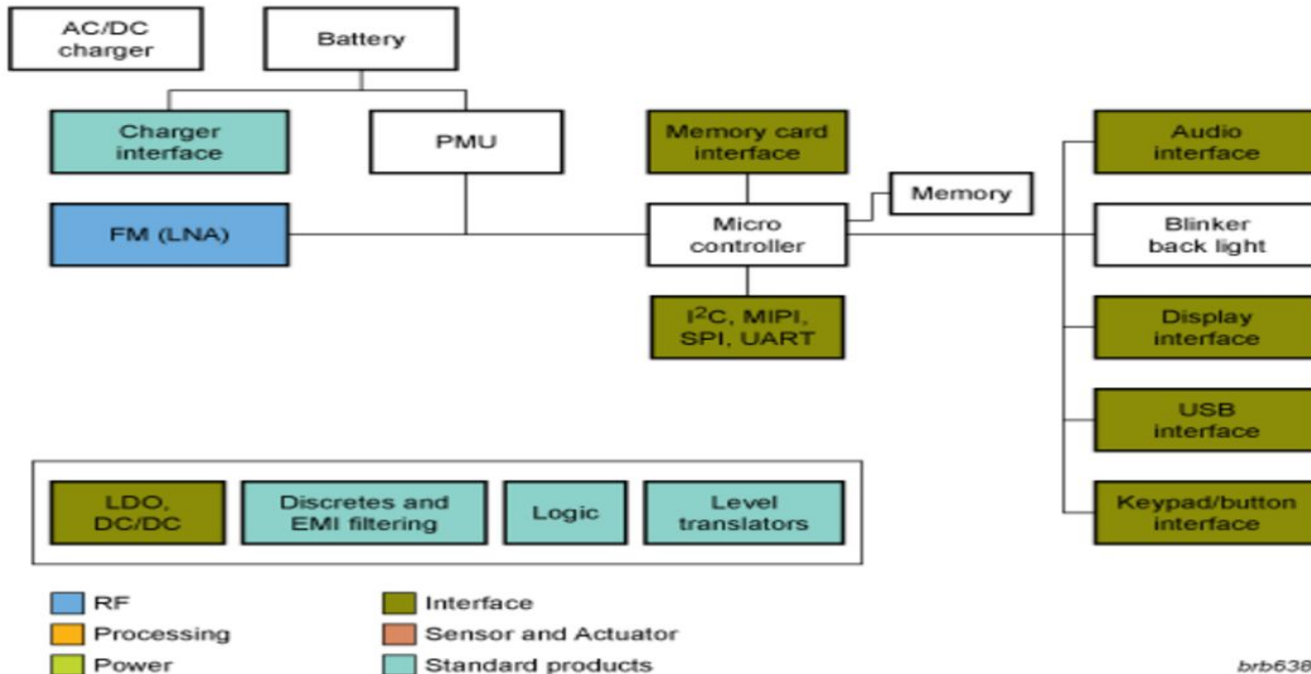 AC/DC
charger
Battery
Charger
interface
PMU
Memory card
interface
Audio
interface
Memory
FM (LNA)
Micro
controller
Blinker
back light
I²C, MIPI,
SPI, UART
Display
interface
USB
interface
LDO,
DC/DC
Discretes and
EMI filtering
Logic
Level
translators
Keypad/button
interface
RF
Processing
Power
Interface
Sensor and Actuator
Standard products
brb638